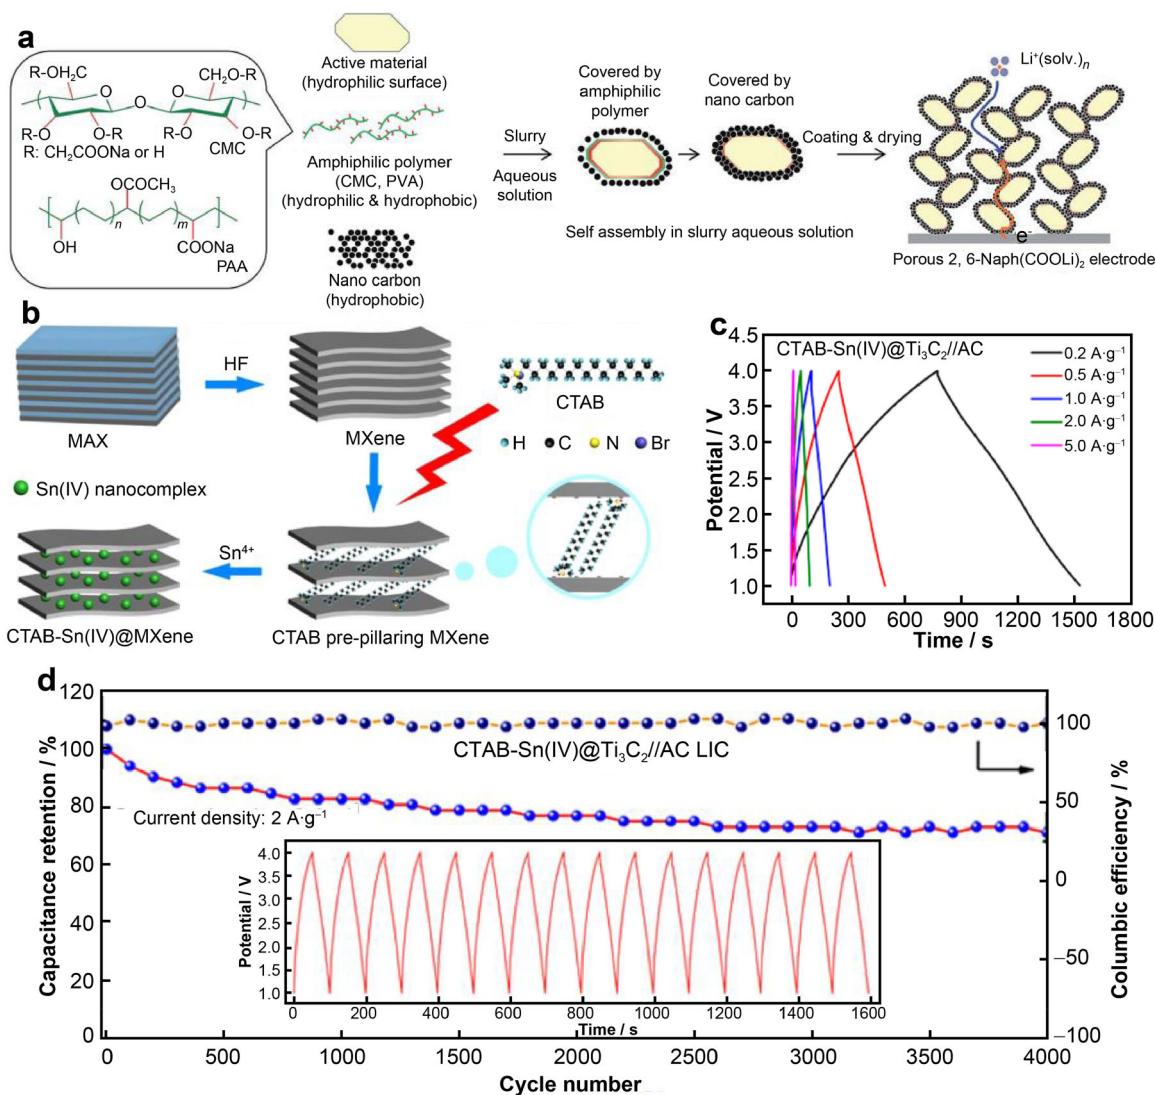 a
R-OH₂C
CH₂O-R
O
O
O
R-O
O-R
R-O
O-R
R: CH₂COONa or H
CMC
OCOCH₃
n
m
OH
COONa
PAA
Active material
(hydrophilic surface)
Amphiphilic polymer
(CMC, PVA)
(hydrophilic & hydrophobic)
Nano carbon
(hydrophobic)
Slurry
Aqueous
solution
Covered by
amphiphilic
polymer
Covered by
nano carbon
Coating & drying
Self assembly in slurry aqueous solution
Li⁺(solv.)ₙ
e⁻
Porous 2, 6-Naph(COOLi)₂ electrode
b
MAX
HF
MXene
CTAB
H C N Br
Sn(IV) nanocomplex
Sn⁴⁺
CTAB-Sn(IV)@MXene
CTAB pre-pillaring MXene
c
CTAB-Sn(IV)@Ti₃C₂//AC
0.2 A·g⁻¹
0.5 A·g⁻¹
1.0 A·g⁻¹
2.0 A·g⁻¹
5.0 A·g⁻¹
Potential / V
4.5
4.0
3.5
3.0
2.5
2.0
1.5
1.0
0 300 600 900 1200 1500 1800
Time / s
d
Capacitance retention / %
120
100
80
60
40
20
0
CTAB-Sn(IV)@Ti₃C₂//AC LIC
Current density: 2 A·g⁻¹
Potential / V
4.0
3.5
3.0
2.5
2.0
1.5
1.0
0 200 400 600 800 1000 1200 1400 1600
Time / s
100
50
0
−50
−100
Columbic efficiency / %
0 500 1000 1500 2000 2500 3000 3500 4000
Cycle number